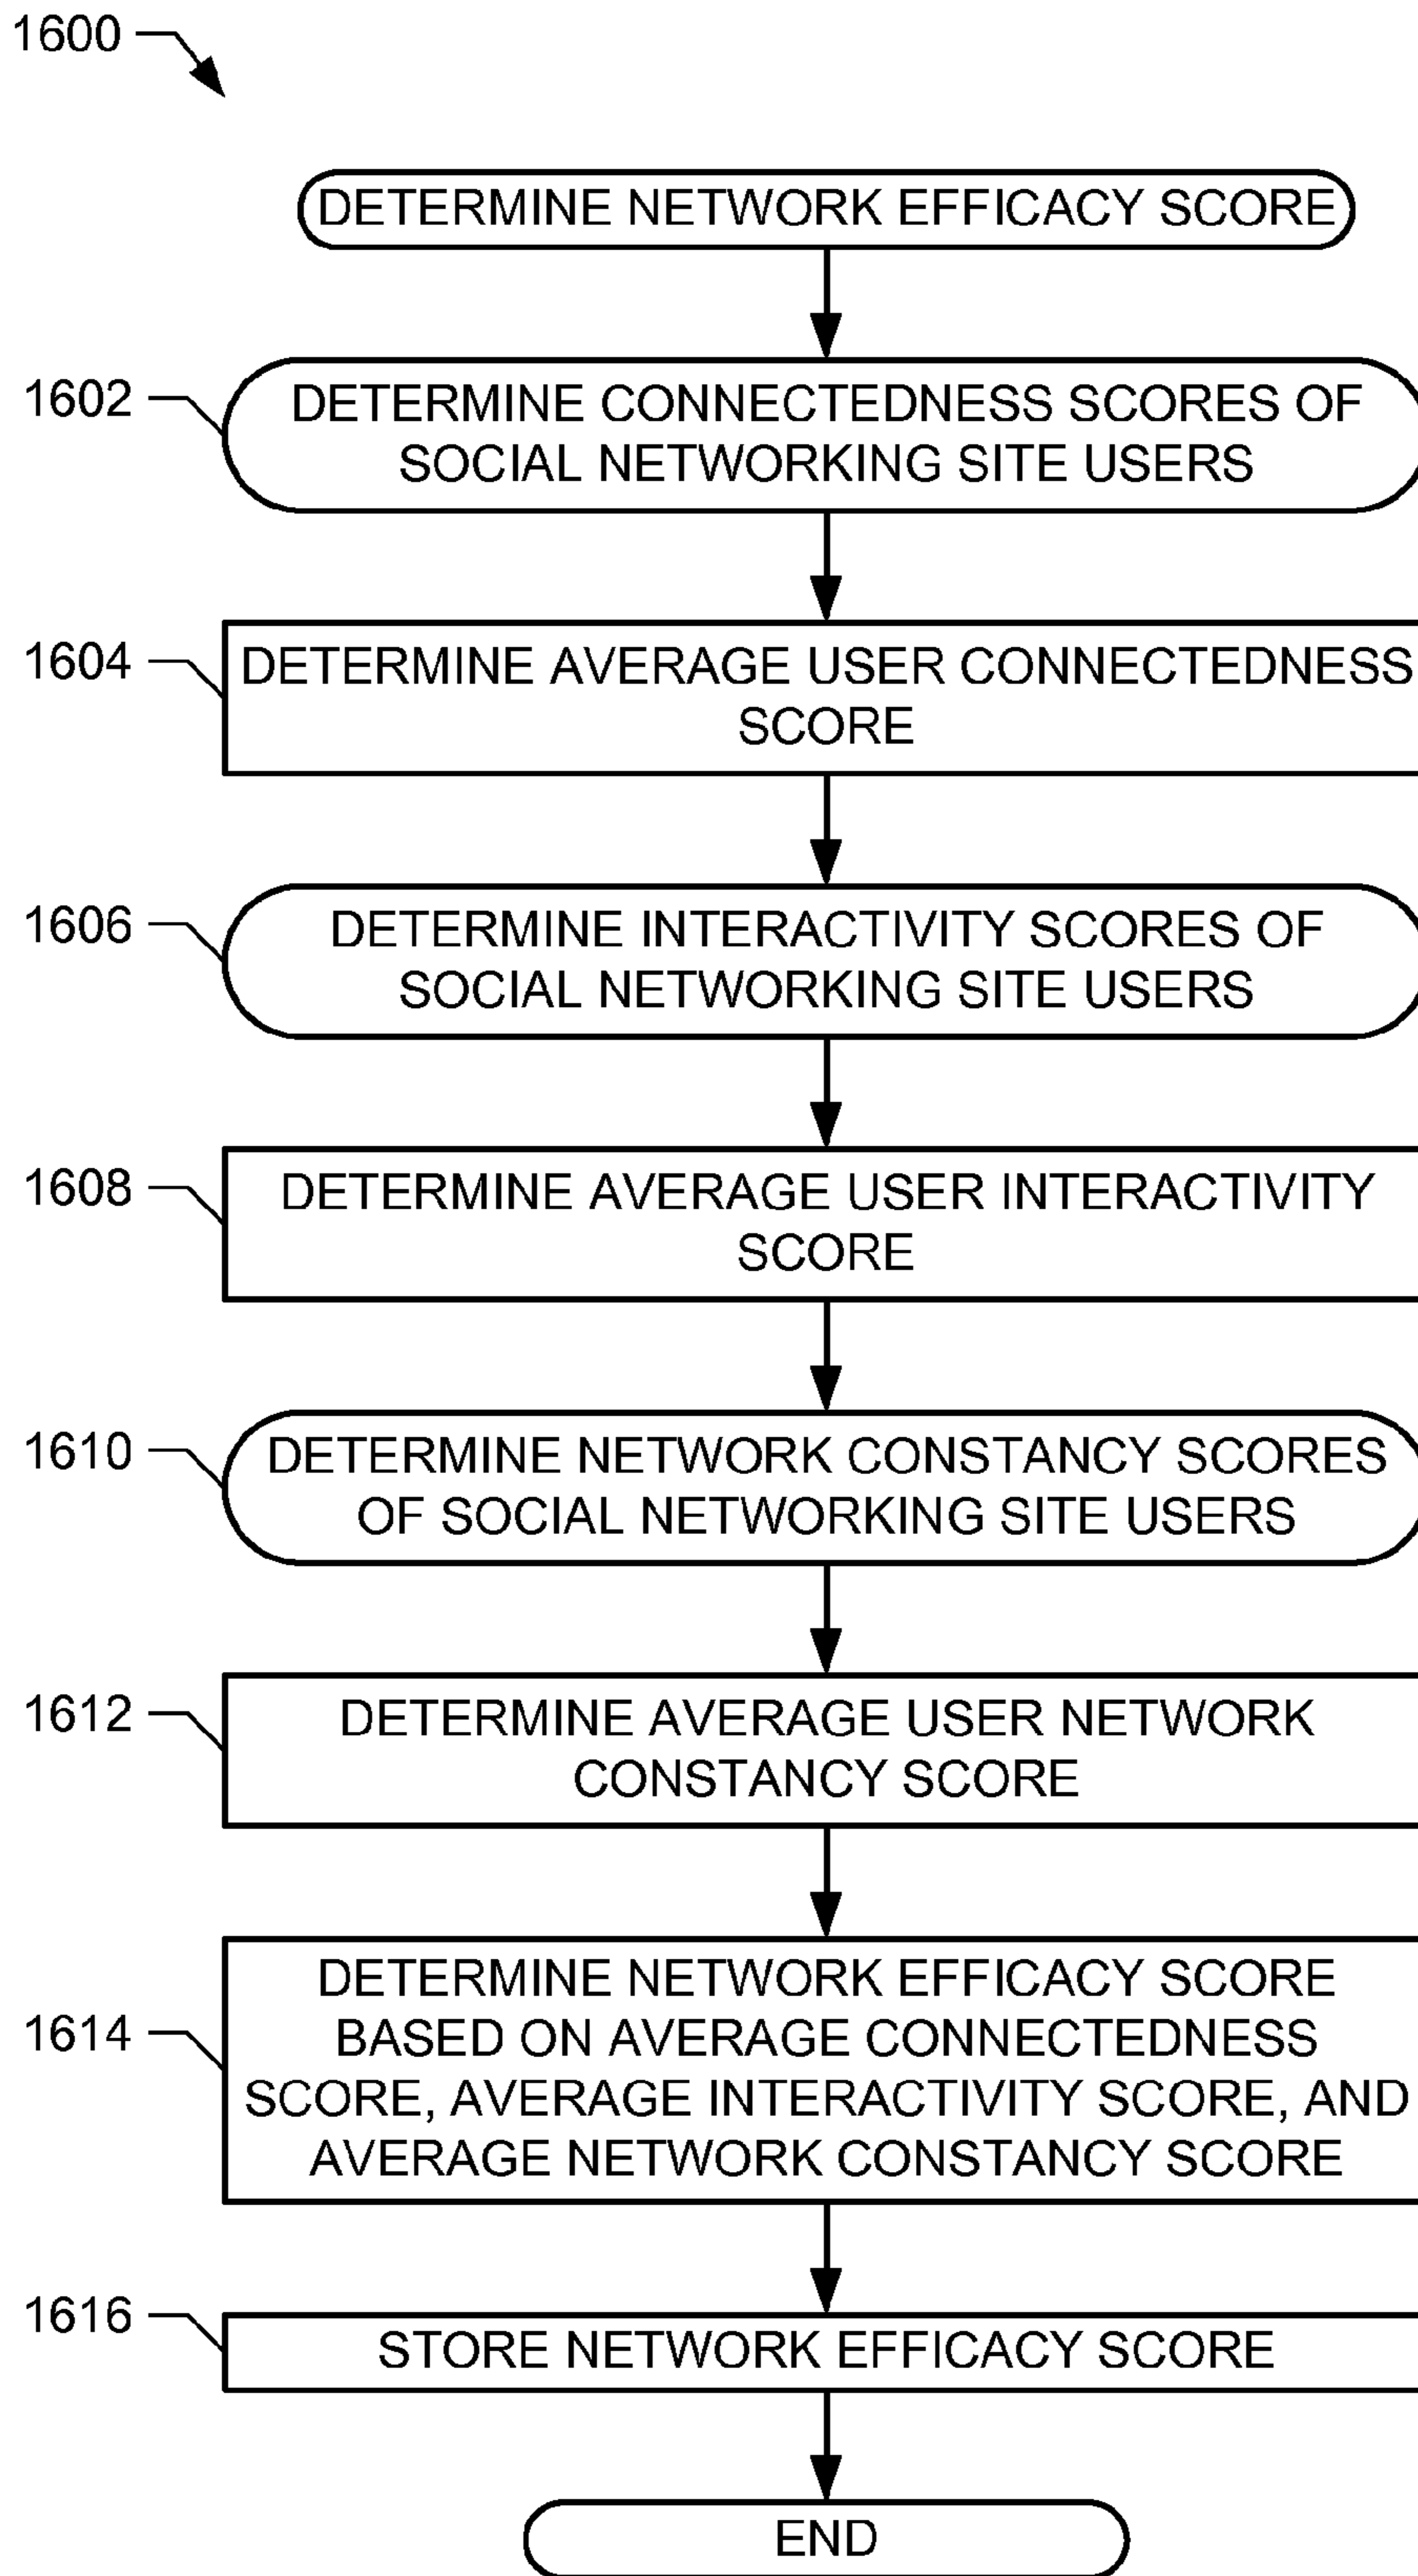 1600
DETERMINE NETWORK EFFICACY SCORE
1602
DETERMINE CONNECTEDNESS SCORES OF
SOCIAL NETWORKING SITE USERS
1604
DETERMINE AVERAGE USER CONNECTEDNESS
SCORE
1606
DETERMINE INTERACTIVITY SCORES OF
SOCIAL NETWORKING SITE USERS
1608
DETERMINE AVERAGE USER INTERACTIVITY
SCORE
1610
DETERMINE NETWORK CONSTANCY SCORES
OF SOCIAL NETWORKING SITE USERS
1612
DETERMINE AVERAGE USER NETWORK
CONSTANCY SCORE
1614
DETERMINE NETWORK EFFICACY SCORE
BASED ON AVERAGE CONNECTEDNESS
SCORE, AVERAGE INTERACTIVITY SCORE, AND
AVERAGE NETWORK CONSTANCY SCORE
1616
STORE NETWORK EFFICACY SCORE
END